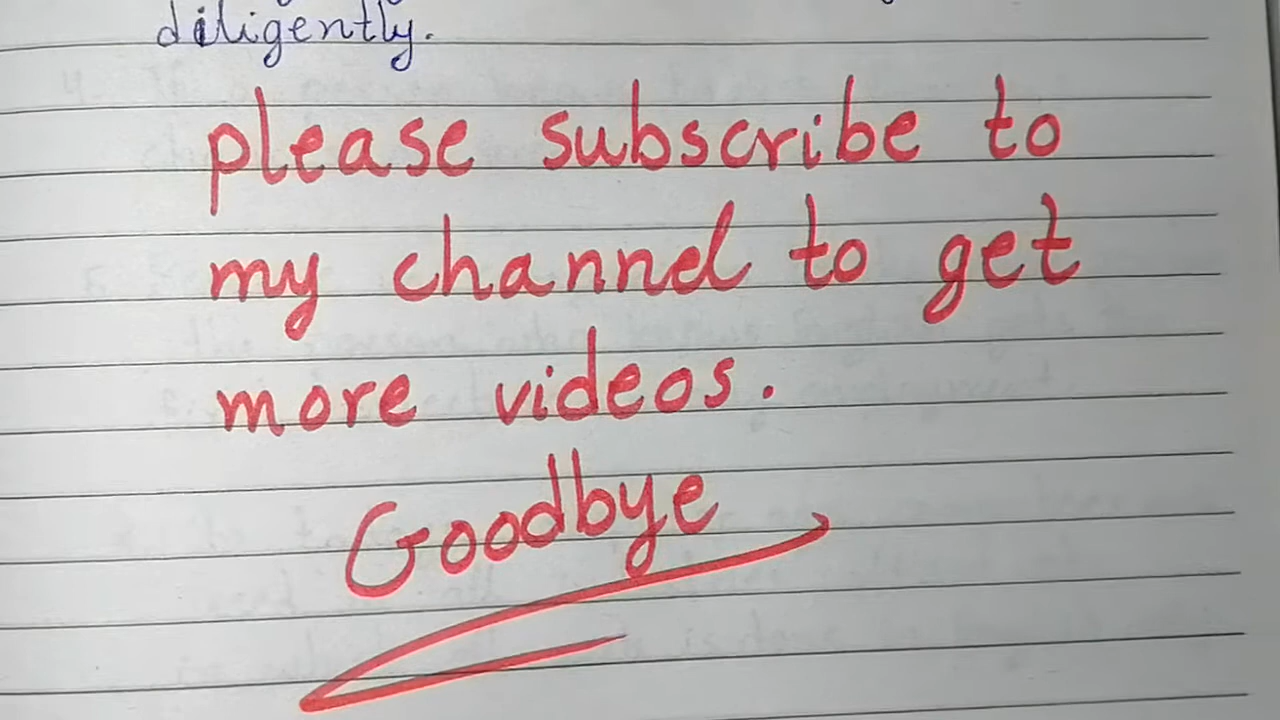 diligently.
please subscribe to
my channel to get
more videos.
Goodbye